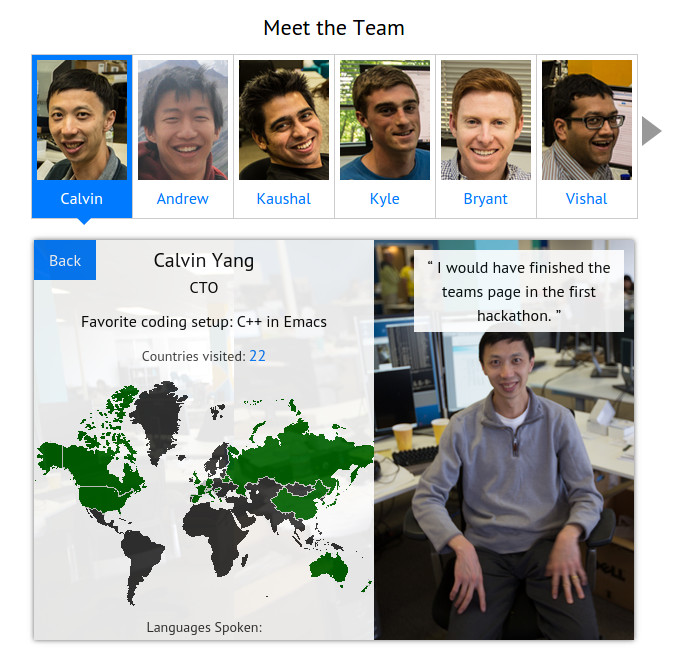 Meet the Team
Calvin
Andrew
Kaushal
Kyle
Bryant
Vishal
Back
Calvin Yang
CTO
Favorite coding setup: C++ in Emacs
Countries visited: 22
Languages Spoken:
“ I would have finished the
teams page in the first
hackathon. ”
DELL